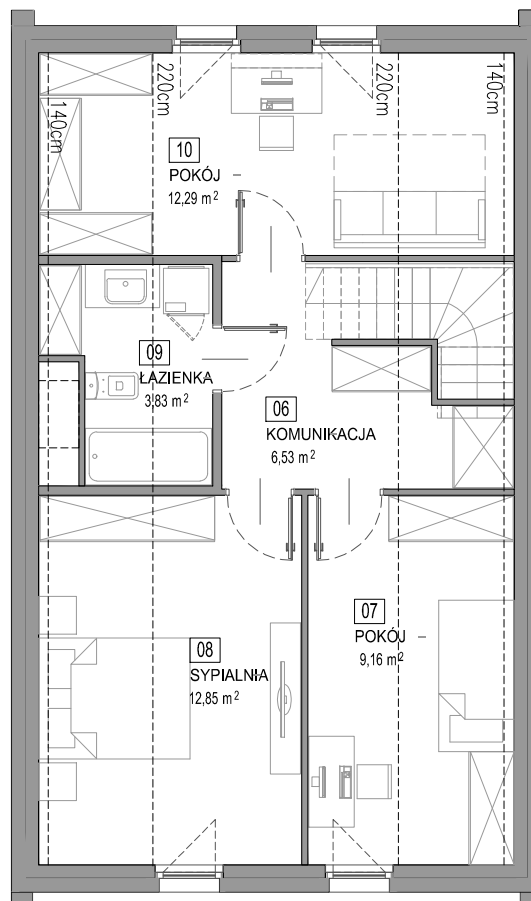 140cm
220cm
220cm
140cm
10
POKÓJ
12,29 m²
09
ŁAZIENKA
3,83 m²
06
KOMUNIKACJA
6,53 m²
07
POKÓJ
9,16 m²
08
SYPIALNIA
12,85 m²